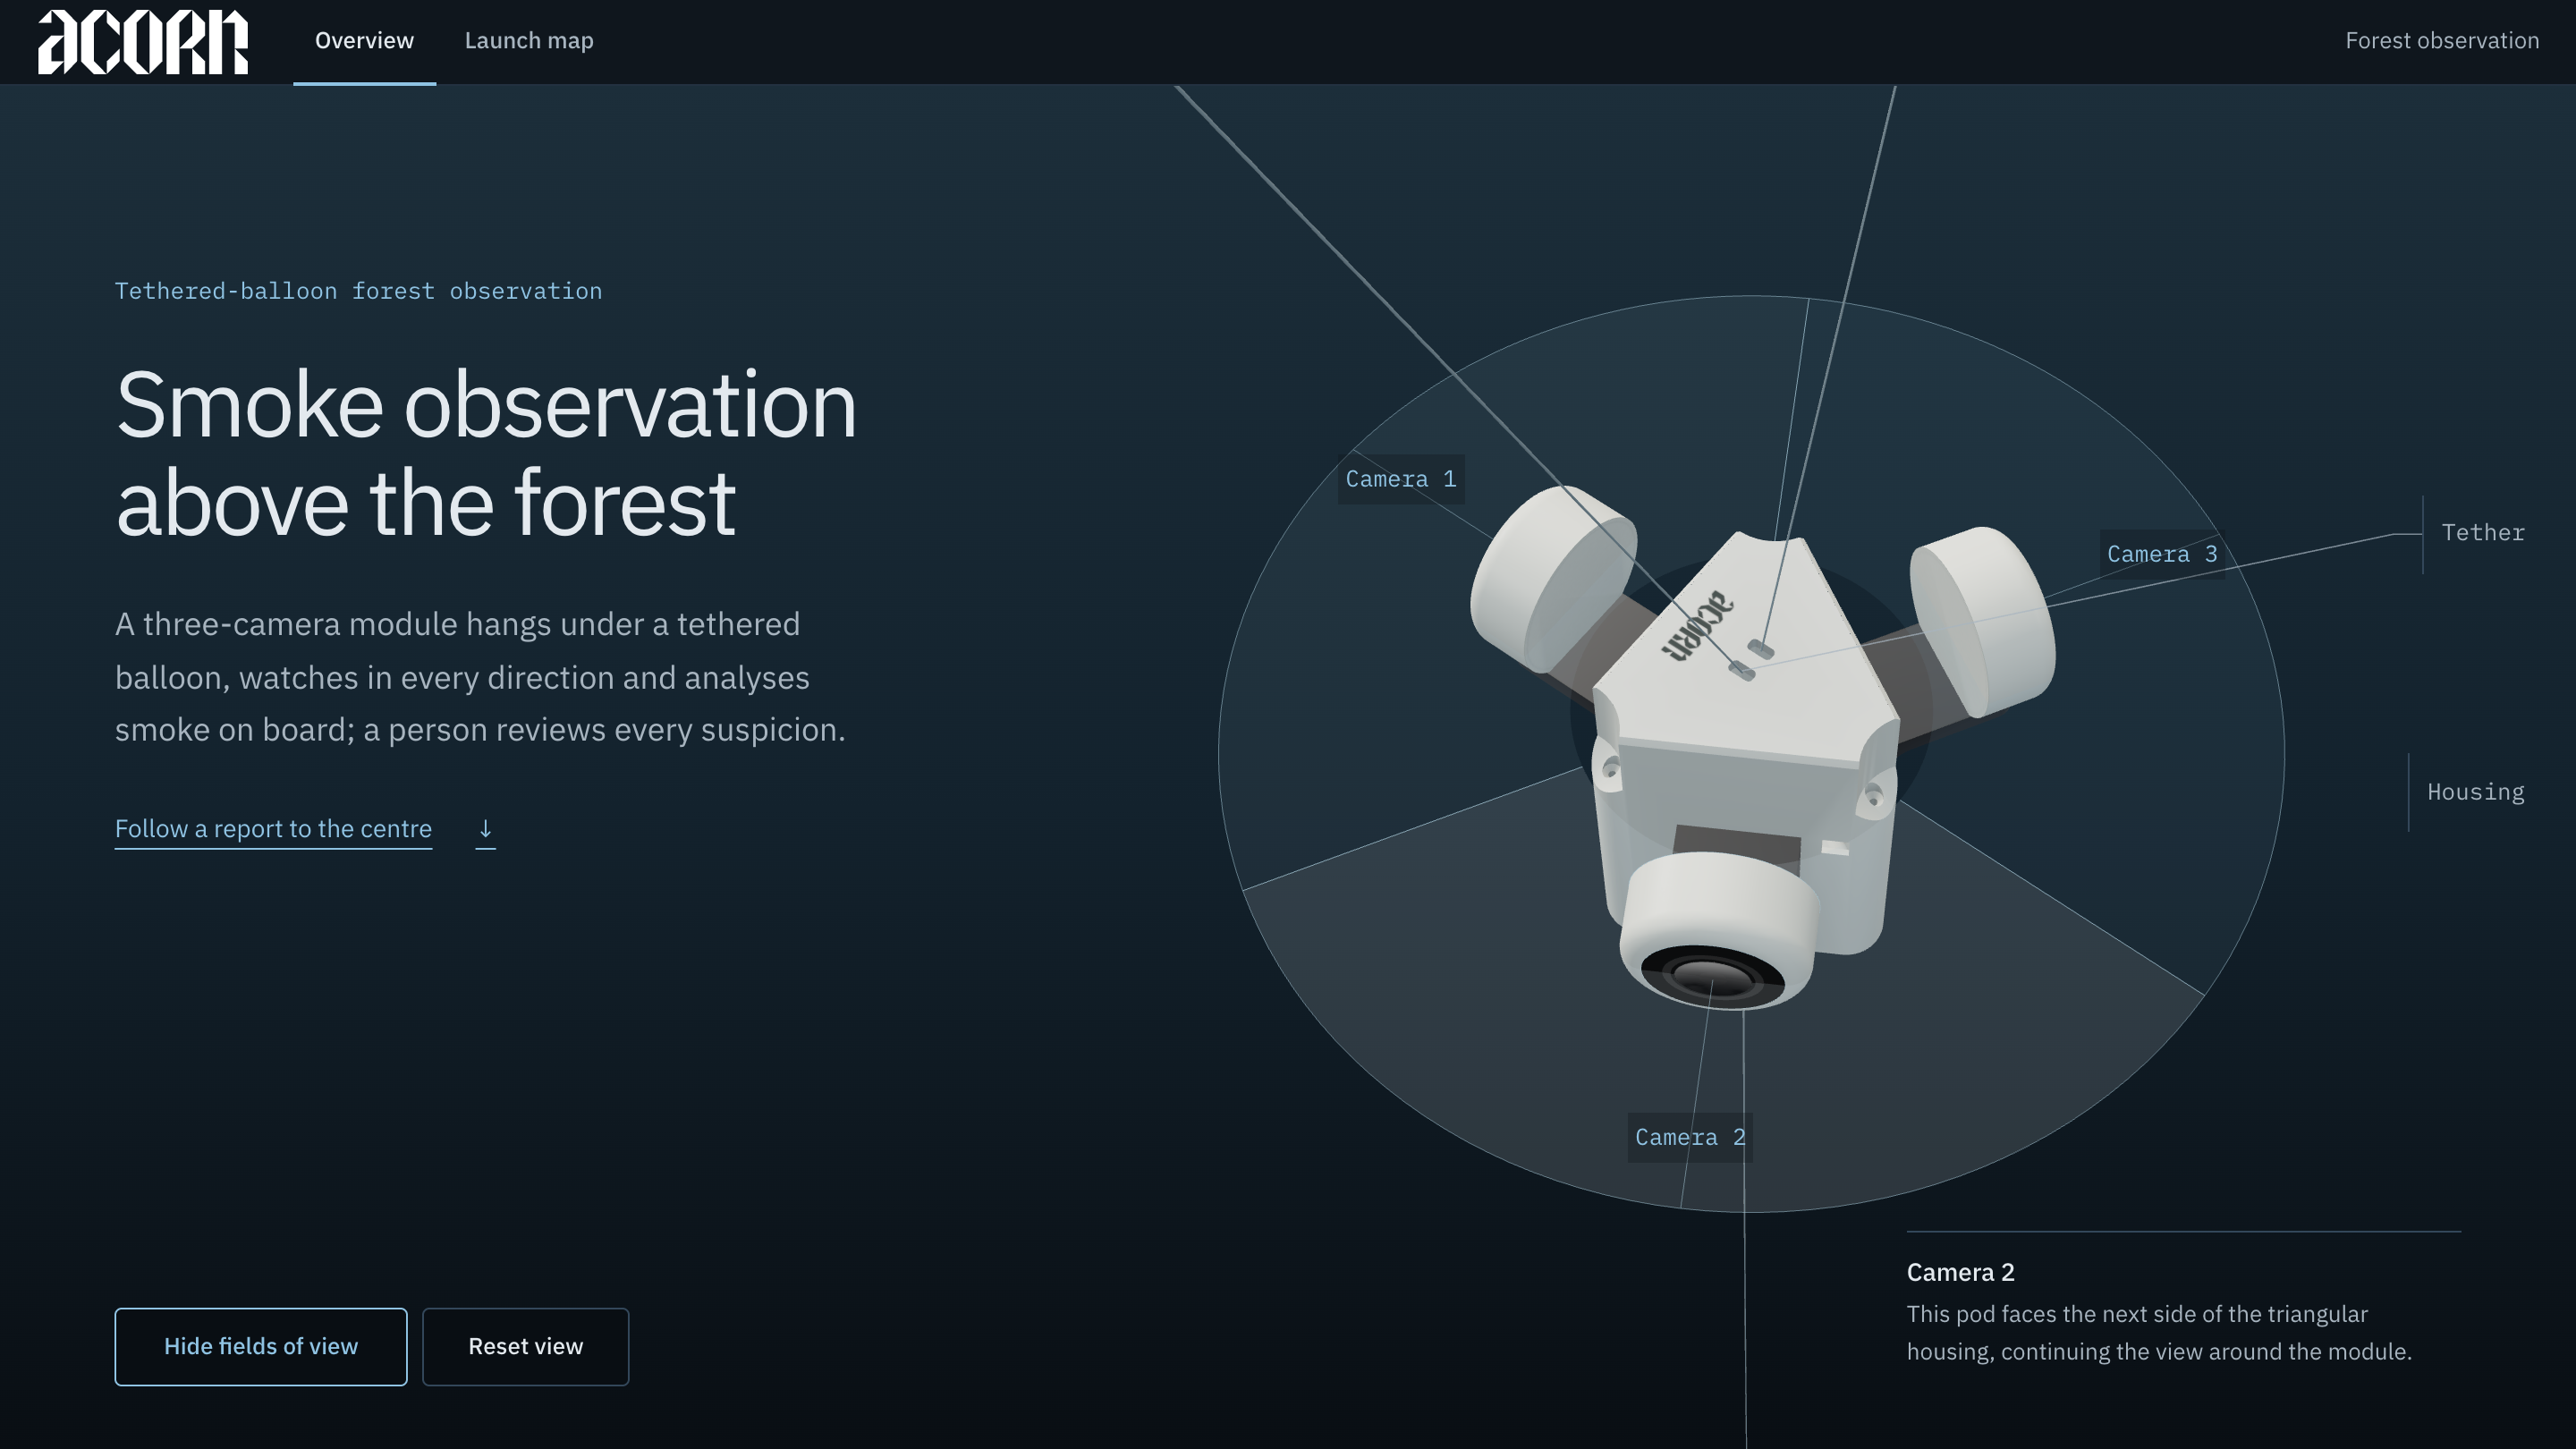 acorn
Overview
Launch map
Forest observation
Tethered-balloon forest observation
Smoke observation
above the forest
A three-camera module hangs under a tethered
balloon, watches in every direction and analyses
smoke on board; a person reviews every suspicion.
Follow a report to the centre ↓
Camera 1
Camera 3
Tether
acorn
Housing
Camera 2
Camera 2
This pod faces the next side of the triangular
housing, continuing the view around the module.
Hide fields of view
Reset view